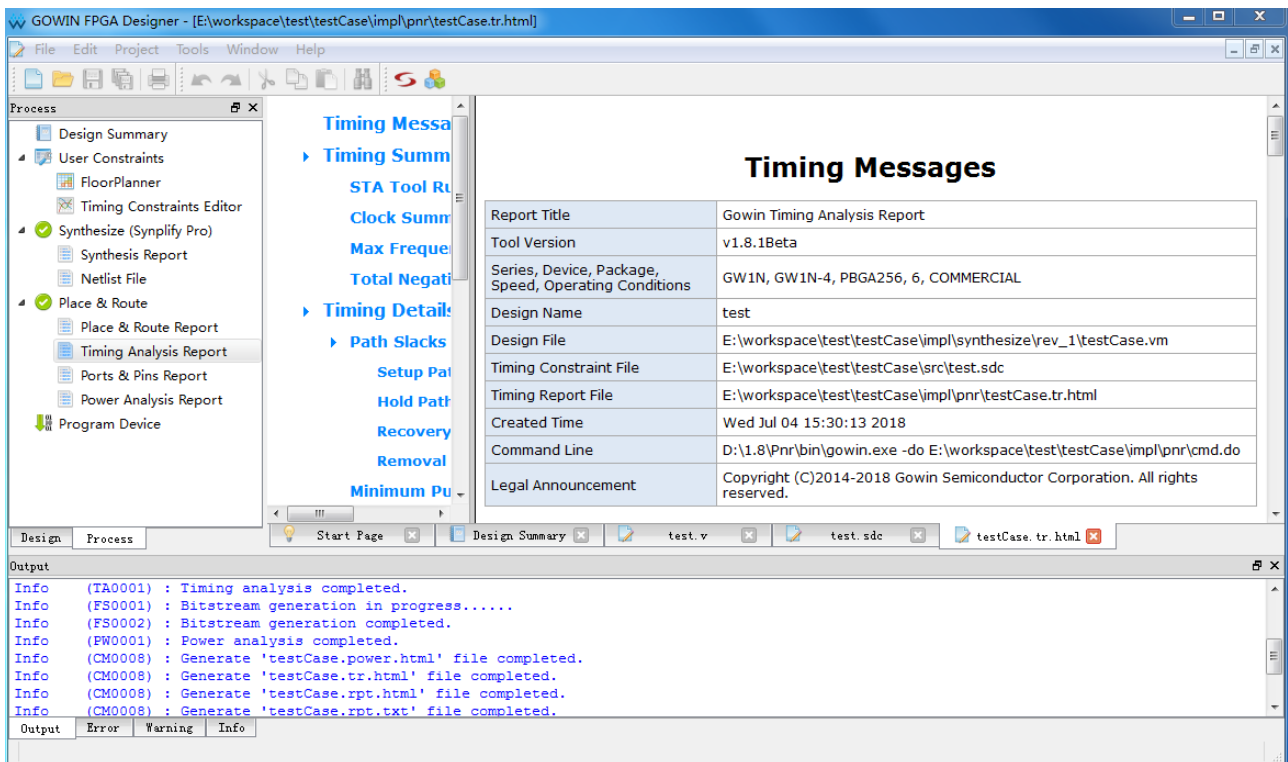 GOWIN FPGA Designer - [E:\workspace\test\testCase\impl\pnr\testCase.tr.html]
File Edit Project Tools Window Help
Process
Design Summary
User Constraints
FloorPlanner
Timing Constraints Editor
Synthesize (Synplify Pro)
Synthesis Report
Netlist File
Place & Route
Place & Route Report
Timing Analysis Report
Ports & Pins Report
Power Analysis Report
Program Device
Design Process
Timing Messa
Timing Summ
STA Tool Ru
Clock Summ
Max Freque
Total Negati
Timing Details
Path Slacks
Setup Pat
Hold Path
Recovery
Removal
Minimum Pu
Timing Messages
Report Title Gowin Timing Analysis Report
Tool Version v1.8.1Beta
Series, Device, Package,
Speed, Operating Conditions GW1N, GW1N-4, PBGA256, 6, COMMERCIAL
Design Name test
Design File E:\workspace\test\testCase\impl\synthesize\rev_1\testCase.vm
Timing Constraint File E:\workspace\test\testCase\src\test.sdc
Timing Report File E:\workspace\test\testCase\impl\pnr\testCase.tr.html
Created Time Wed Jul 04 15:30:13 2018
Command Line D:\1.8\Pnr\bin\gowin.exe -do E:\workspace\test\testCase\impl\pnr\cmd.do
Legal Announcement Copyright (C)2014-2018 Gowin Semiconductor Corporation. All rights
reserved.
Start Page Design Summary test.v test.sdc testCase.tr.html
Output
Info (TA0001) : Timing analysis completed.
Info (FS0001) : Bitstream generation in progress......
Info (FS0002) : Bitstream generation completed.
Info (PW0001) : Power analysis completed.
Info (CM0008) : Generate 'testCase.power.html' file completed.
Info (CM0008) : Generate 'testCase.tr.html' file completed.
Info (CM0008) : Generate 'testCase.rpt.html' file completed.
Info (CM0008) : Generate 'testCase.rpt.txt' file completed.
Output Error Warning Info